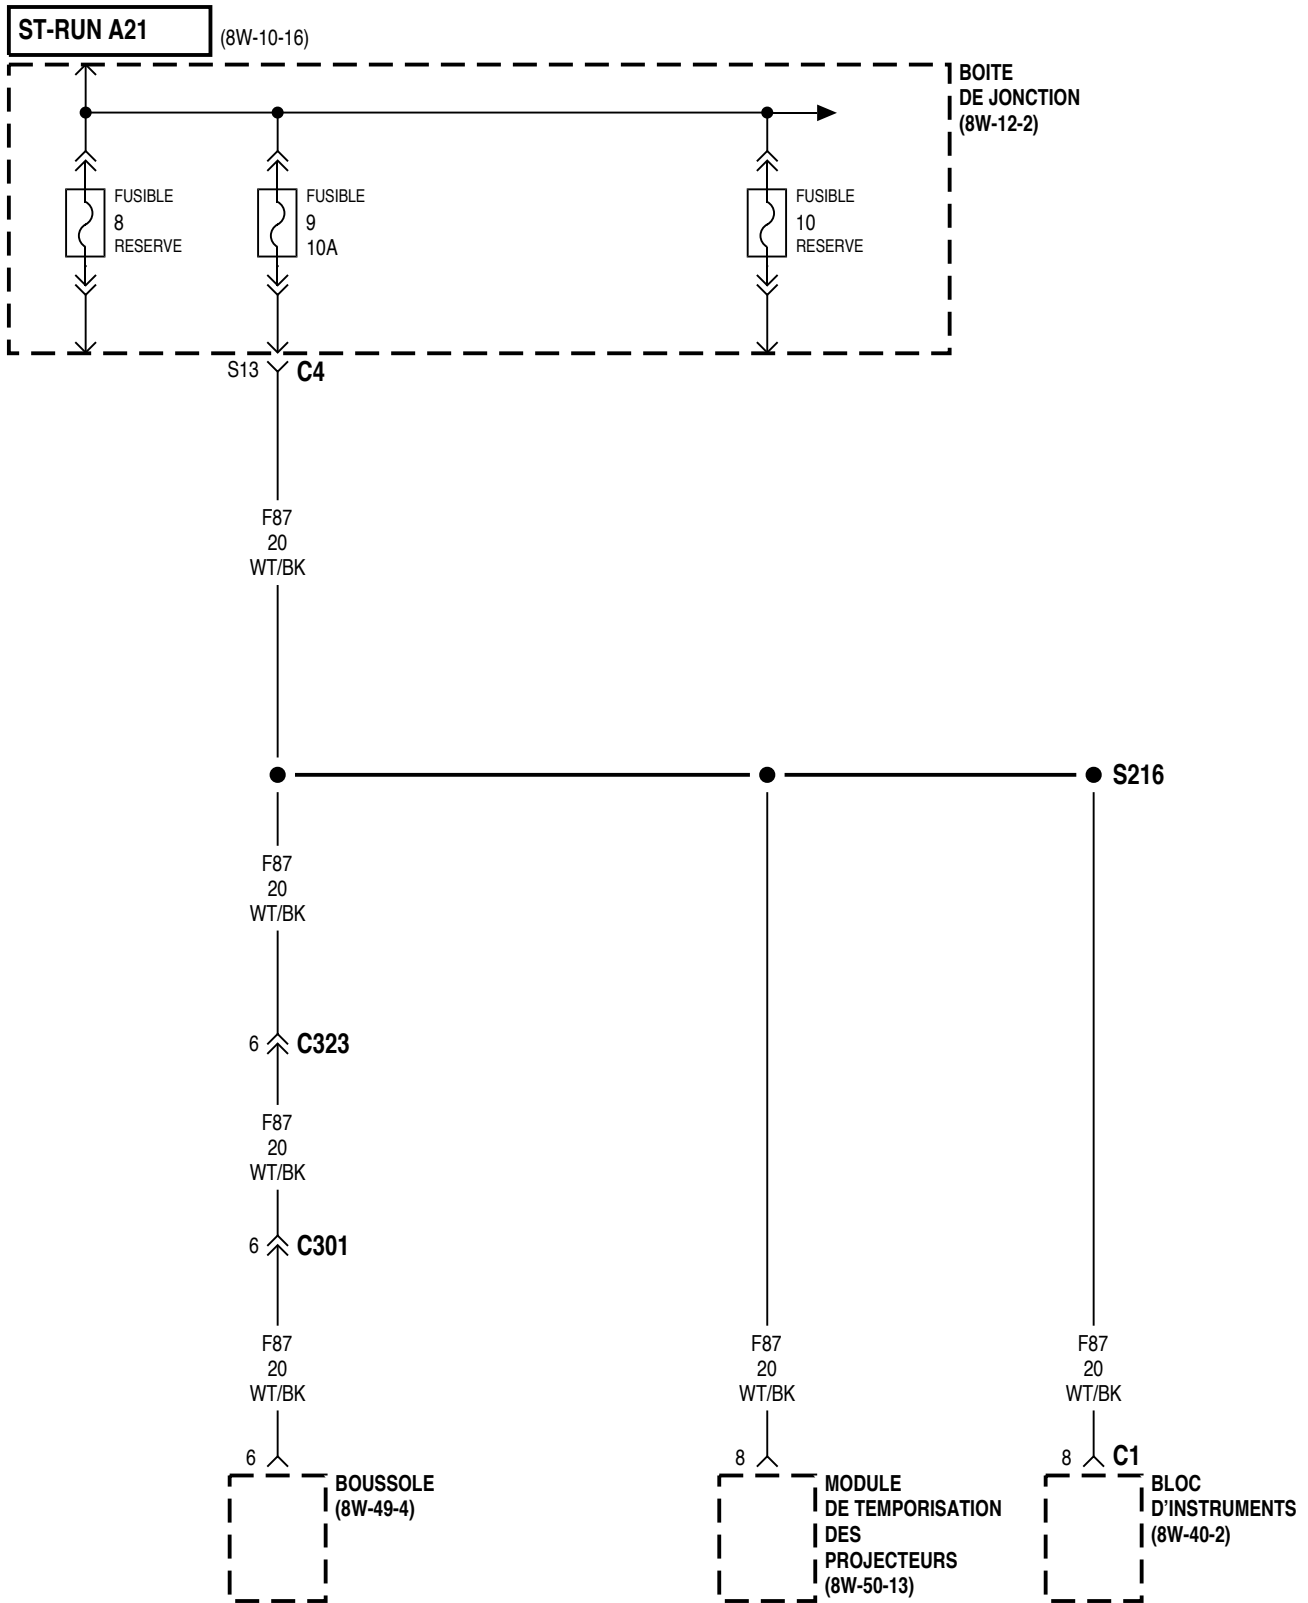 ST-RUN A21
(8W-10-16)
BOITE
DE JONCTION
(8W-12-2)
FUSIBLE
8
RESERVE
FUSIBLE
9
10A
FUSIBLE
10
RESERVE
S13
C4
F87
20
WT/BK
S216
F87
20
WT/BK
6
C323
F87
20
WT/BK
6
C301
F87
20
WT/BK
F87
20
WT/BK
F87
20
WT/BK
6
8
8
C1
BOUSSOLE
(8W-49-4)
MODULE
DE TEMPORISATION
DES
PROJECTEURS
(8W-50-13)
BLOC
D'INSTRUMENTS
(8W-40-2)